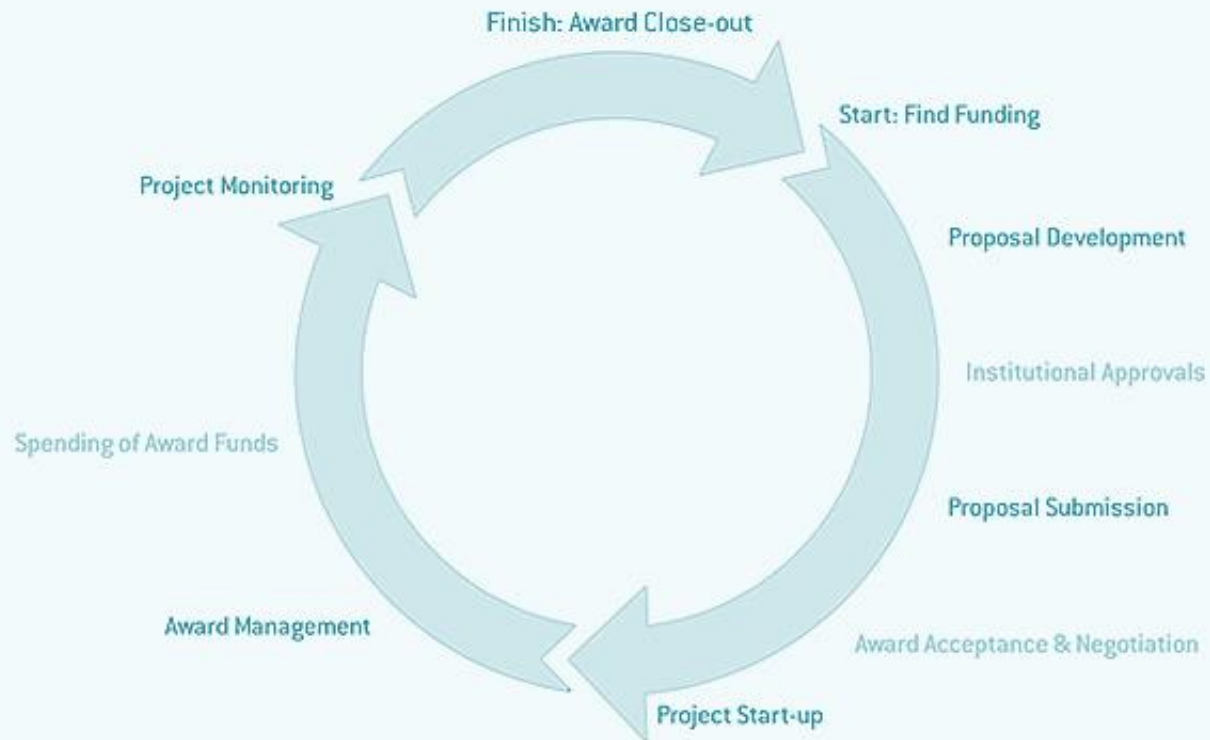 Finish: Award Close-out
Start: Find Funding
Project Monitoring
Proposal Development
Institutional Approvals
Spending of Award Funds
Proposal Submission
Award Management
Award Acceptance & Negotiation
Project Start-up